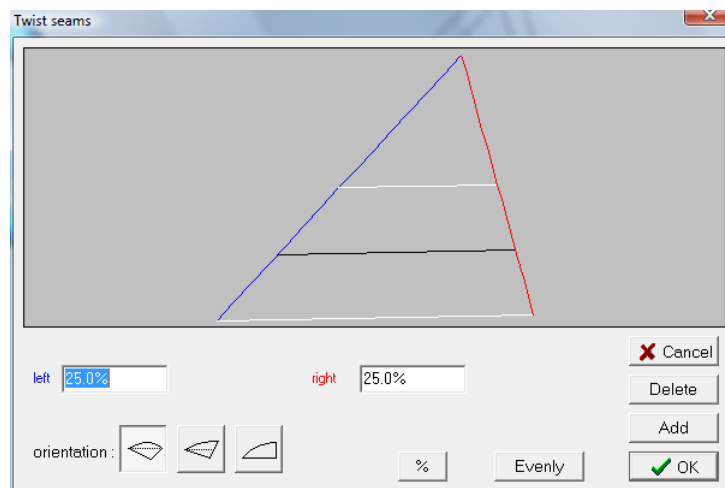 Twist seams
Cancel
left 25.0% right 25.0%
Delete
Add
orientation :
% Evenly OK